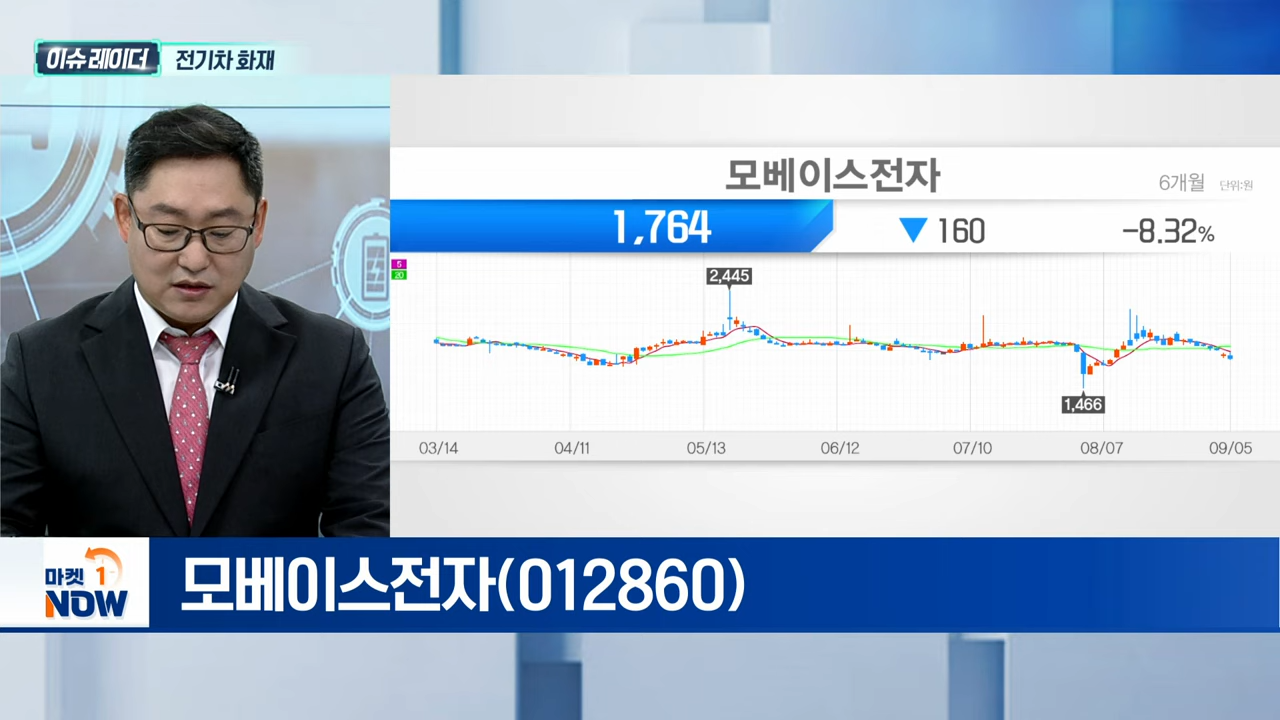 이슈 레이더 전기차 화재
모베이스전자
6개월 단위:원
1,764 ▼ 160 -8.32%
5
20
2,445
1,466
03/14 04/11 05/13 06/12 07/10 08/07 09/05
마켓 1
NOW
모베이스전자(012860)